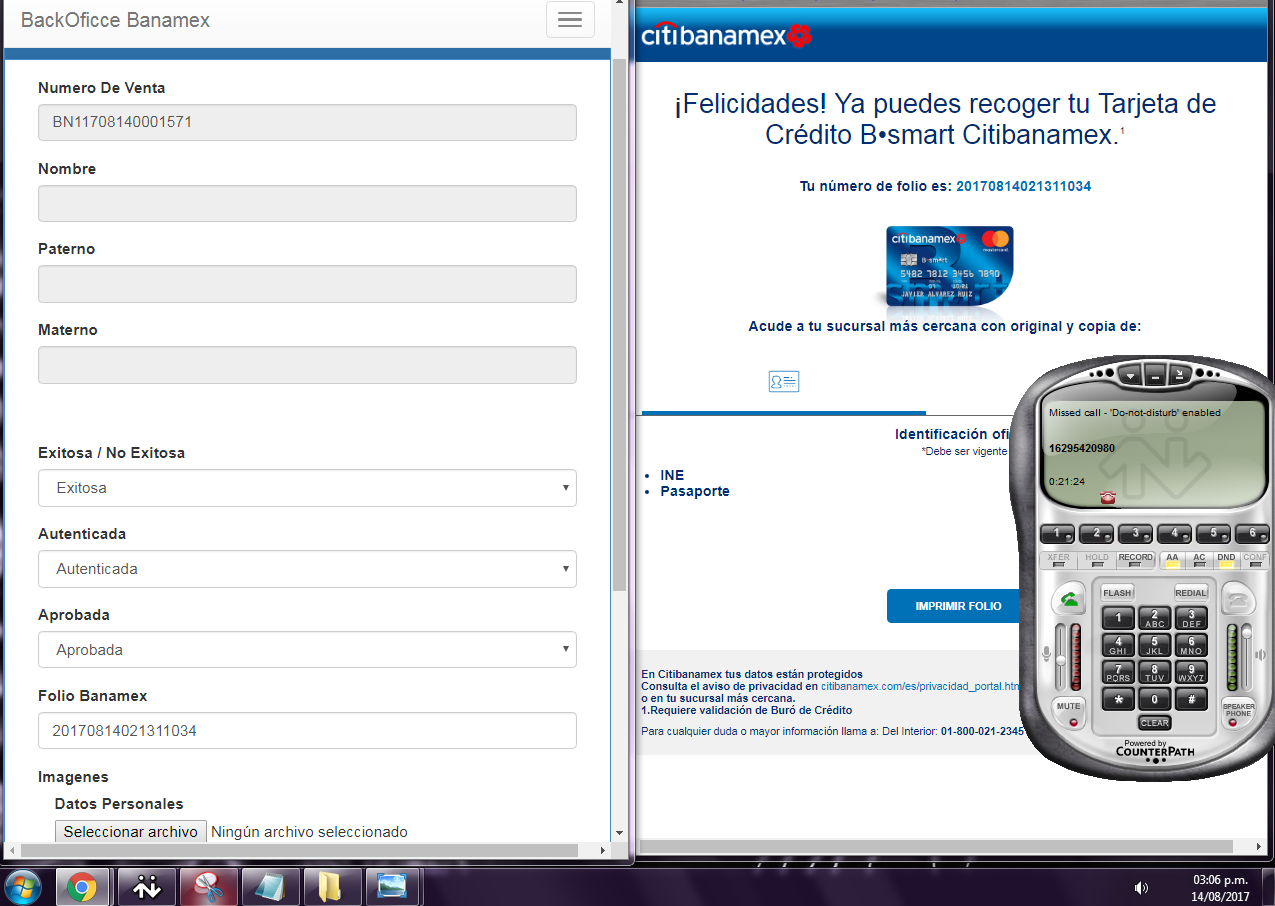 BackOficce Banamex
Numero De Venta
BN11708140001571
Nombre
Paterno
Materno
Exitosa / No Exitosa
Exitosa
Autenticada
Autenticada
Aprobada
Aprobada
Folio Banamex
20170814021311034
Imagenes
Datos Personales
Seleccionar archivo Ningún archivo seleccionado
citibanamex
¡Felicidades! Ya puedes recoger tu Tarjeta de
Crédito B•smart Citibanamex.¹
Tu número de folio es: 20170814021311034
citibanamex
mastercard
B•smart
5482 7812 3456 7890
JAVIER ALVAREZ RUIZ
Acude a tu sucursal más cercana con original y copia de:
Identificación ofi
*Debe ser vigente
• INE
• Pasaporte
IMPRIMIR FOLIO
En Citibanamex tus datos están protegidos
Consulta el aviso de privacidad en citibanamex.com/es/privacidad_portal.htm
o en tu sucursal más cercana.
1.Requiere validación de Buró de Crédito
Para cualquier duda o mayor información llama a: Del Interior: 01-800-021-2345
Missed call - 'Do-not-disturb' enabled
16295420980
0:21:24
1 2 3 4 5 6
XFER HOLD RECORD AA AC DND CONF
FLASH REDIAL
1 2 ABC 3 DEF
4 GHI 5 JKL 6 MNO
7 PQRS 8 TUV 9 WXYZ
* 0 #
MUTE
SPEAKER PHONE
CLEAR
Powered by
COUNTERPATH
03:06 p.m.
14/08/2017